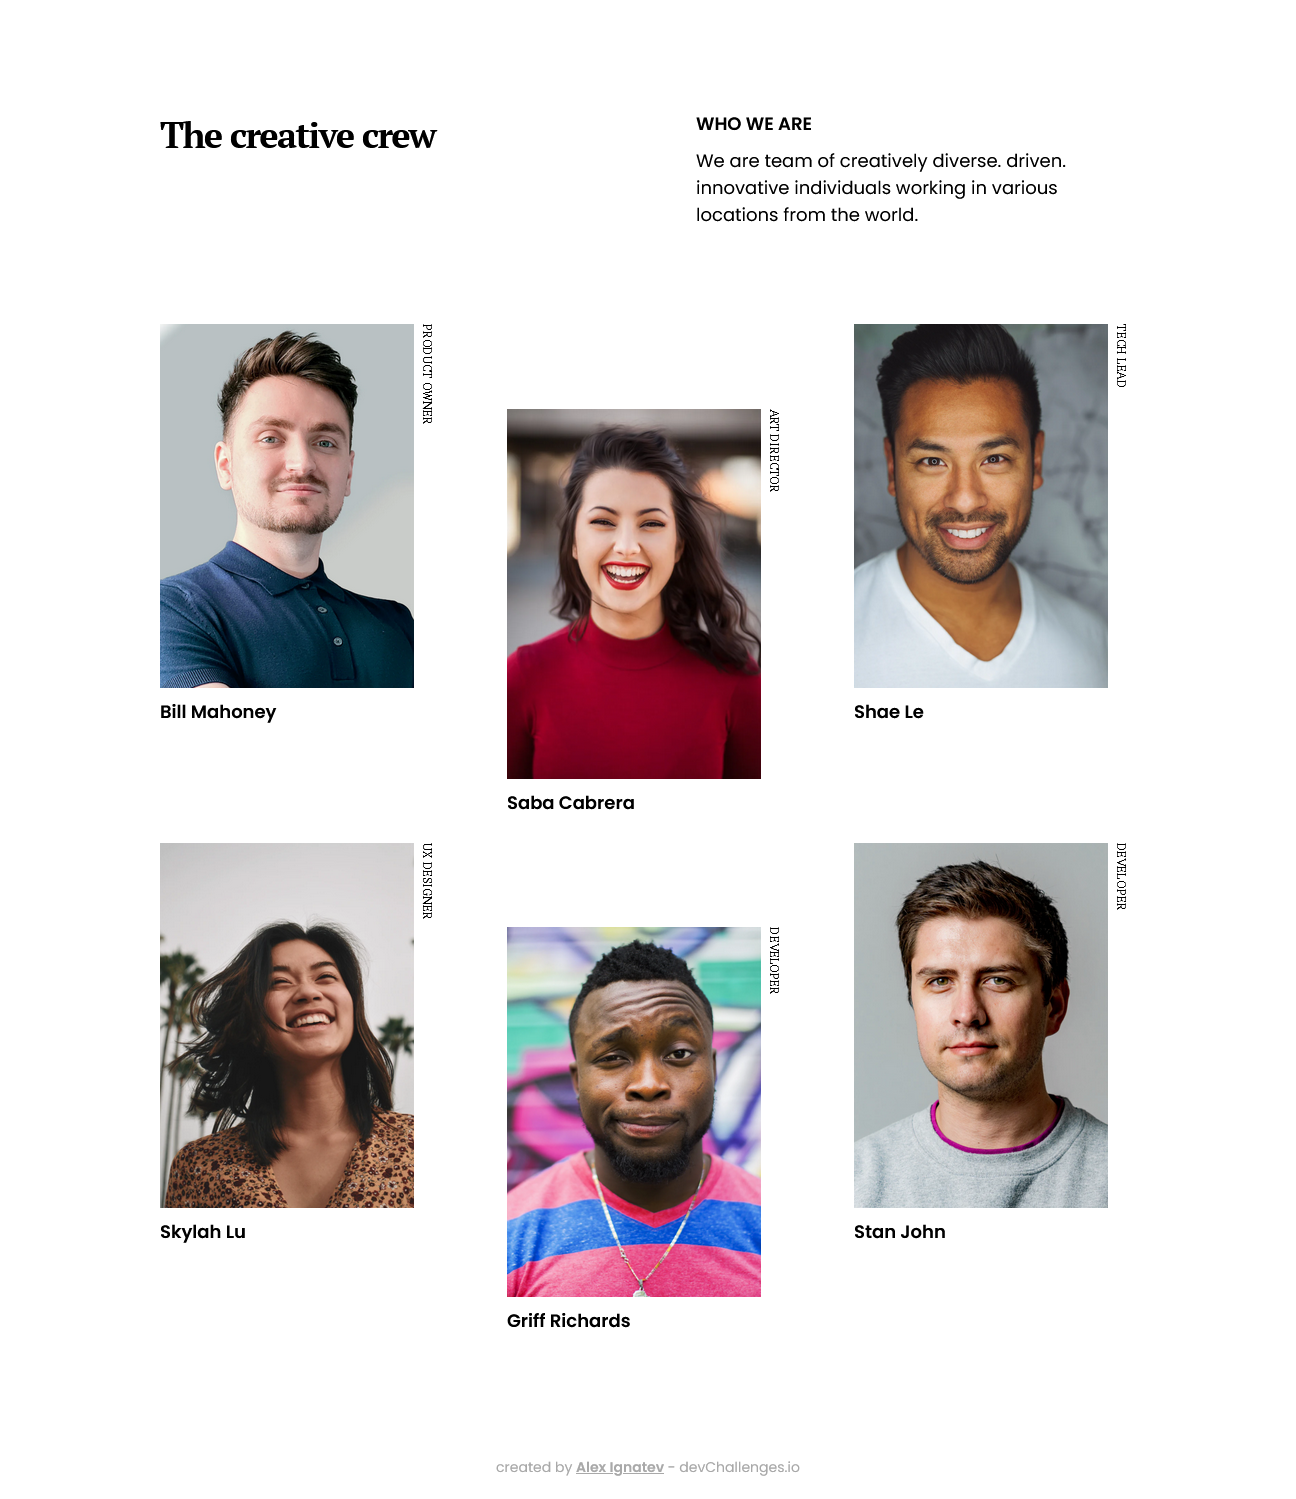 The creative crew
WHO WE ARE
We are team of creatively diverse. driven.
innovative individuals working in various
locations from the world.
PRODUCT OWNER
Bill Mahoney
ART DIRECTOR
Saba Cabrera
TECH LEAD
Shae Le
UX DESIGNER
Skylah Lu
DEVELOPER
Griff Richards
DEVELOPER
Stan John
created by Alex Ignatev - devChallenges.io